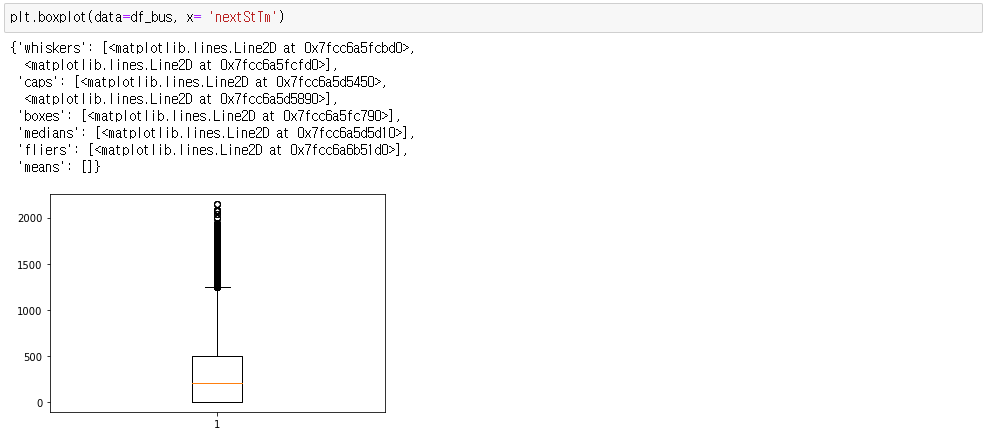 plt.boxplot(data=df_bus, x= 'nextStTm')
{'whiskers': [<matplotlib.lines.Line2D at 0x7fcc6a5fcbd0>,
  <matplotlib.lines.Line2D at 0x7fcc6a5fcfd0>],
 'caps': [<matplotlib.lines.Line2D at 0x7fcc6a5d5450>,
  <matplotlib.lines.Line2D at 0x7fcc6a5d5890>],
 'boxes': [<matplotlib.lines.Line2D at 0x7fcc6a5fc790>],
 'medians': [<matplotlib.lines.Line2D at 0x7fcc6a5d5d10>],
 'fliers': [<matplotlib.lines.Line2D at 0x7fcc6a6b51d0>],
 'means': []}
2000
1500
1000
500
0
1